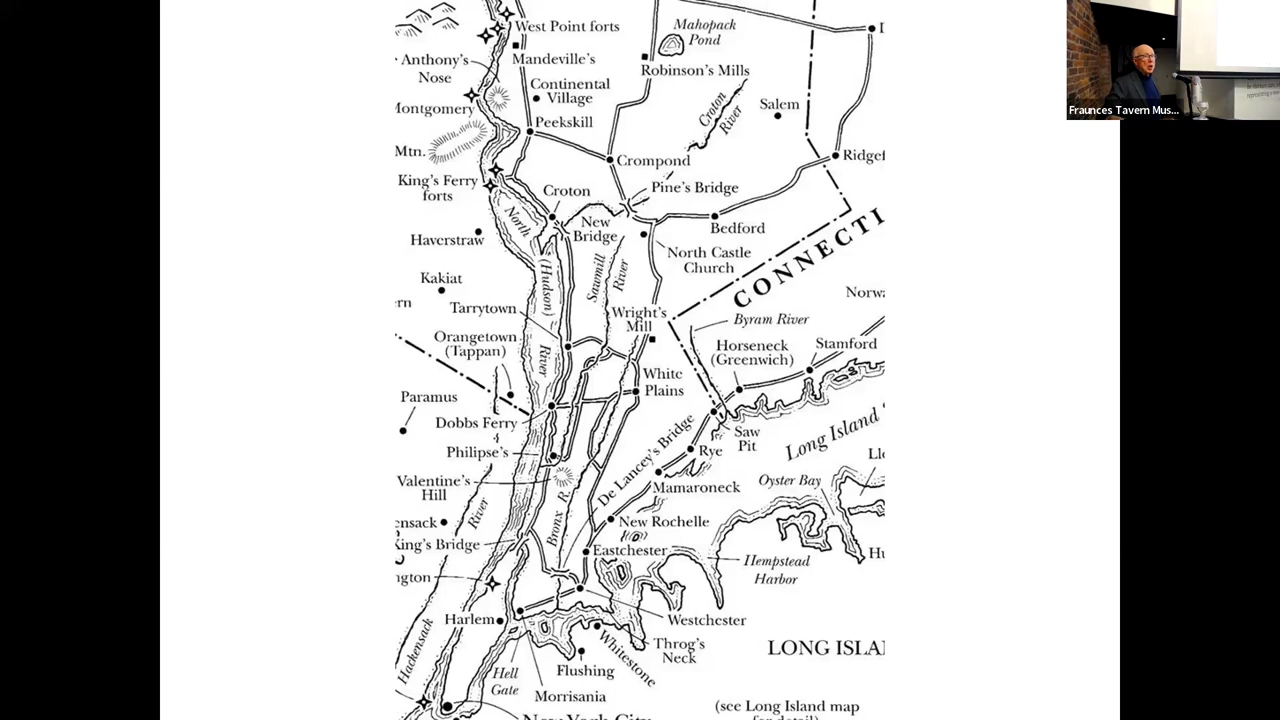 West Point forts
Mahopack
Pond
Mandeville's
Anthony's
Nose
Robinson's Mills
Continental
Village
Croton
River
Salem
Montgomery
Peekskill
Mtn.
Crompond
King's Ferry
forts
Croton
Pine's Bridge
North
New
Bridge
Bedford
Haverstraw
North Castle
Church
CONNECTI
Kakiat
(Hudson)
River
Sawmill
River
Tarrytown
Wright's
Mill
Byram River
Orangetown
(Tappan)
Horseneck
(Greenwich)
Stamford
White
Plains
Paramus
Dobbs Ferry
De Lancey's Bridge
Saw
Pit
Long Island
Philipse's
Rye
Valentine's
Hill
Mamaroneck
Oyster Bay
River
Bronx R.
New Rochelle
King's Bridge
Eastchester
Hempstead
Harbor
Harlem
Westchester
Hackensack
Throg's
Neck
LONG ISLA
Whitestone
Flushing
Hell
Gate
Morrisania
(see Long Island map
for detail)
New York City
Fraunces Tavern Mus...